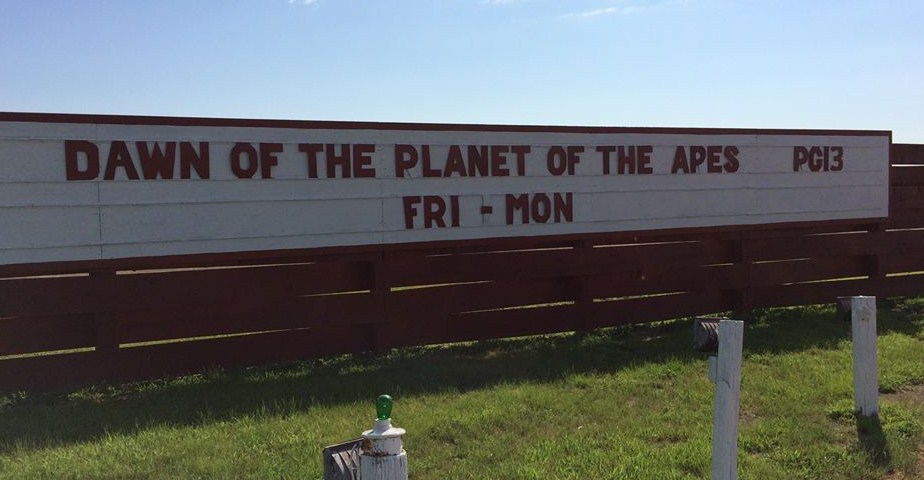 DAWN OF THE PLANET OF THE APES PG13
FRI - MON